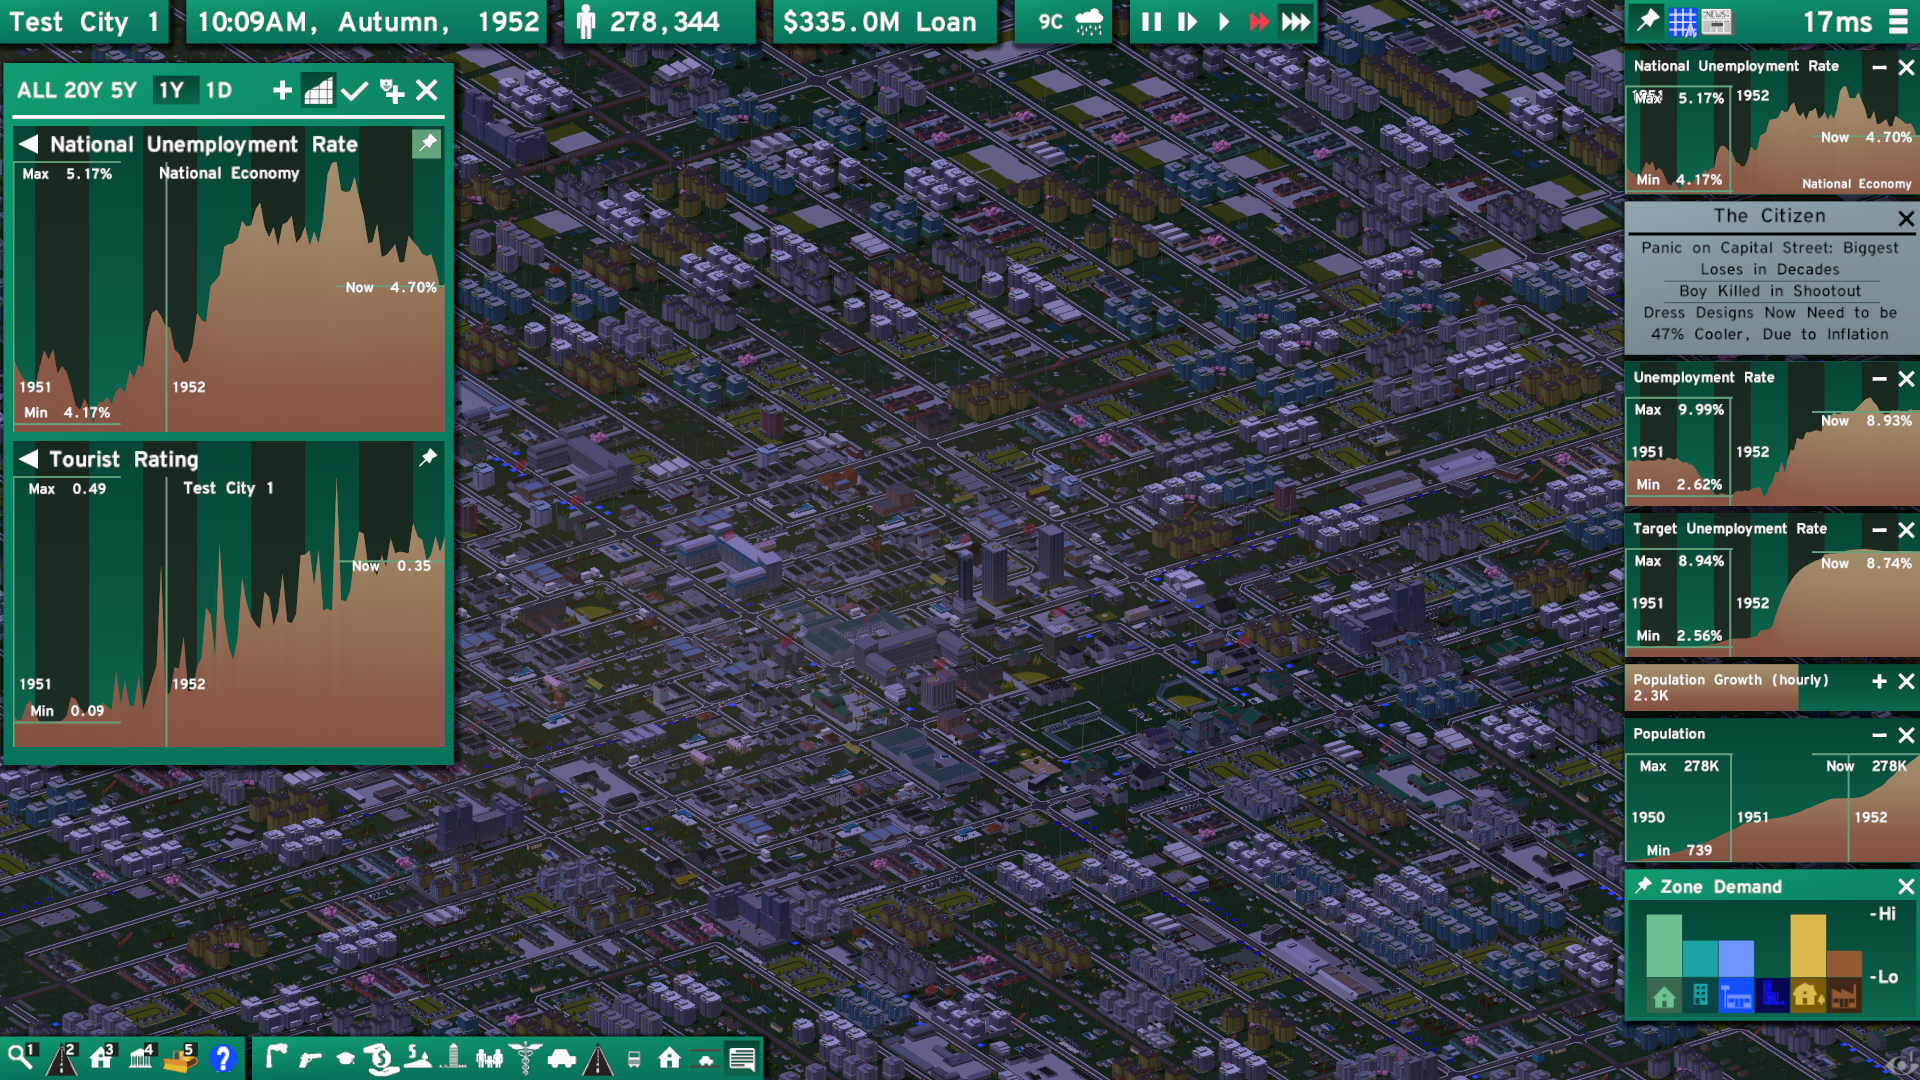 Test City 1
10:09AM, Autumn, 1952
278,344
$335.0M Loan
9C
17ms
ALL 20Y 5Y 1Y 1D
National Unemployment Rate
Max 5.17%
National Economy
Now 4.70%
1951
1952
Min 4.17%
Tourist Rating
Max 0.49
Test City 1
Now 0.35
1951
1952
Min 0.09
National Unemployment Rate
1951
Max 5.17%
1952
Now 4.70%
Min 4.17%
National Economy
The Citizen
Panic on Capital Street: Biggest
Loses in Decades
Boy Killed in Shootout
Dress Designs Now Need to be
47% Cooler, Due to Inflation
Unemployment Rate
Max 9.99%
Now 8.93%
1951
1952
Min 2.62%
Target Unemployment Rate
Max 8.94%
Now 8.74%
1951
1952
Min 2.56%
Population Growth (hourly)
2.3K
Population
Max 278K
Now 278K
1950
1951
1952
Min 739
Zone Demand
-Hi
-Lo
1
2
3
4
5
?
NEWS